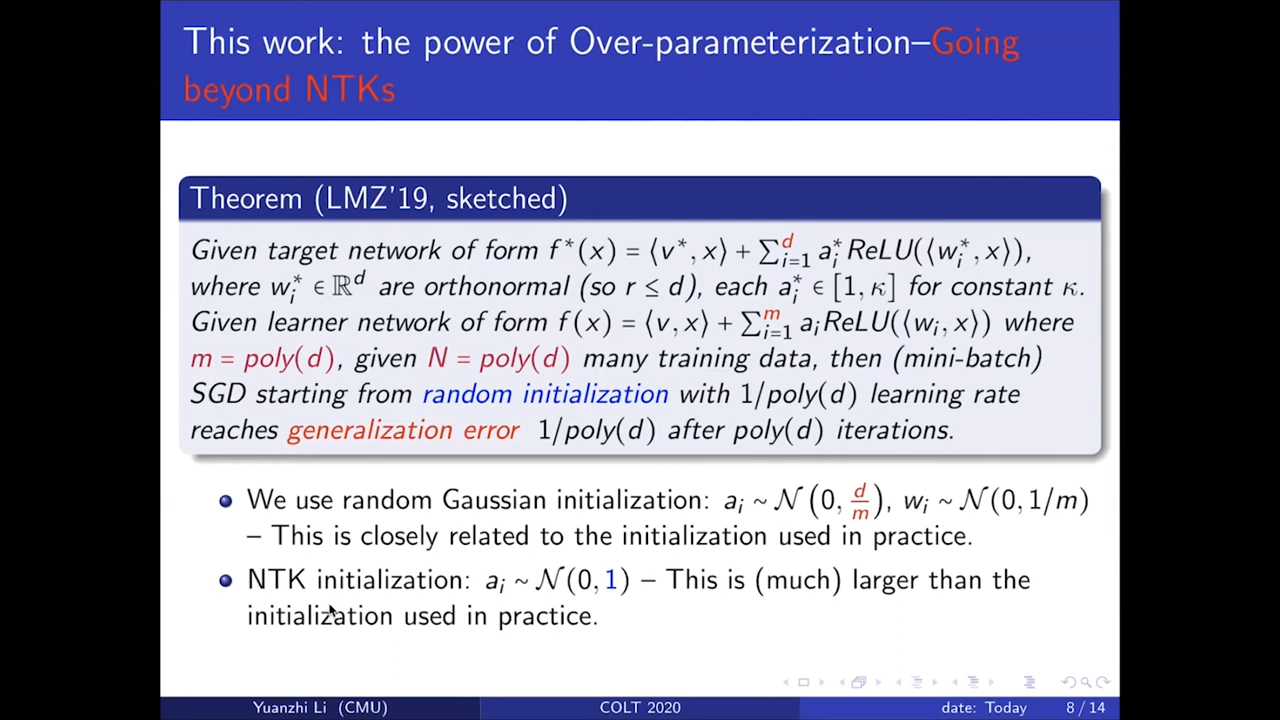 This work: the power of Over-parameterization–Going
beyond NTKs
Theorem (LMZ'19, sketched)
Given target network of form f*(x) = ⟨v*, x⟩ + ∑_{i=1}^{d} a_i^* ReLU(⟨w_i^*, x⟩),
where w_i^* ∈ ℝ^d are orthonormal (so r ≤ d), each a_i^* ∈ [1, κ] for constant κ.
Given learner network of form f(x) = ⟨v, x⟩ + ∑_{i=1}^{m} a_i ReLU(⟨w_i, x⟩) where
m = poly(d), given N = poly(d) many training data, then (mini-batch)
SGD starting from random initialization with 1/poly(d) learning rate
reaches generalization error 1/poly(d) after poly(d) iterations.
We use random Gaussian initialization: a_i ~ 𝒩(0, d/m), w_i ~ 𝒩(0, 1/m)
– This is closely related to the initialization used in practice.
NTK initialization: a_i ~ 𝒩(0, 1) – This is (much) larger than the
initialization used in practice.
Yuanzhi Li (CMU) COLT 2020 date: Today 8 / 14